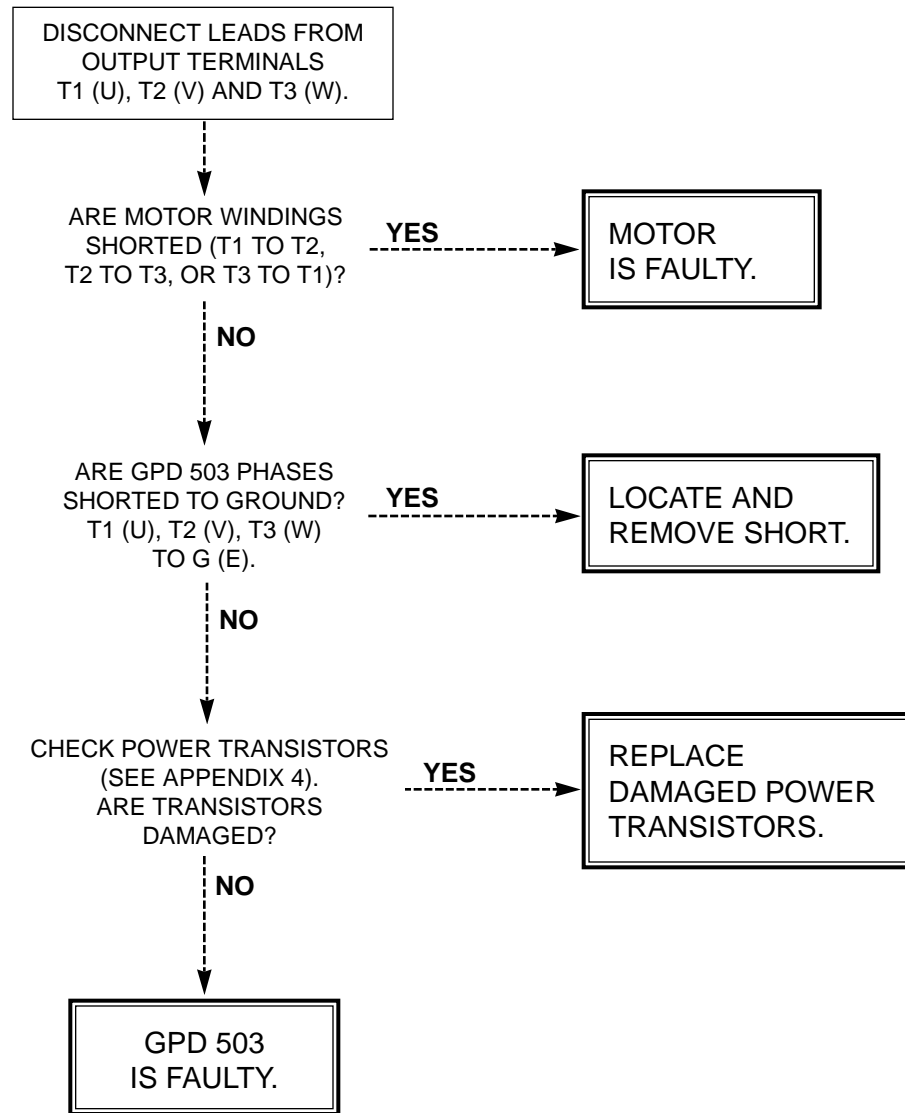 DISCONNECT LEADS FROM
OUTPUT TERMINALS
T1 (U), T2 (V) AND T3 (W).
ARE MOTOR WINDINGS
SHORTED (T1 TO T2,
T2 TO T3, OR T3 TO T1)?
YES
MOTOR
IS FAULTY.
NO
ARE GPD 503 PHASES
SHORTED TO GROUND?
T1 (U), T2 (V), T3 (W)
TO G (E).
YES
LOCATE AND
REMOVE SHORT.
NO
CHECK POWER TRANSISTORS
(SEE APPENDIX 4).
ARE TRANSISTORS
DAMAGED?
YES
REPLACE
DAMAGED POWER
TRANSISTORS.
NO
GPD 503
IS FAULTY.